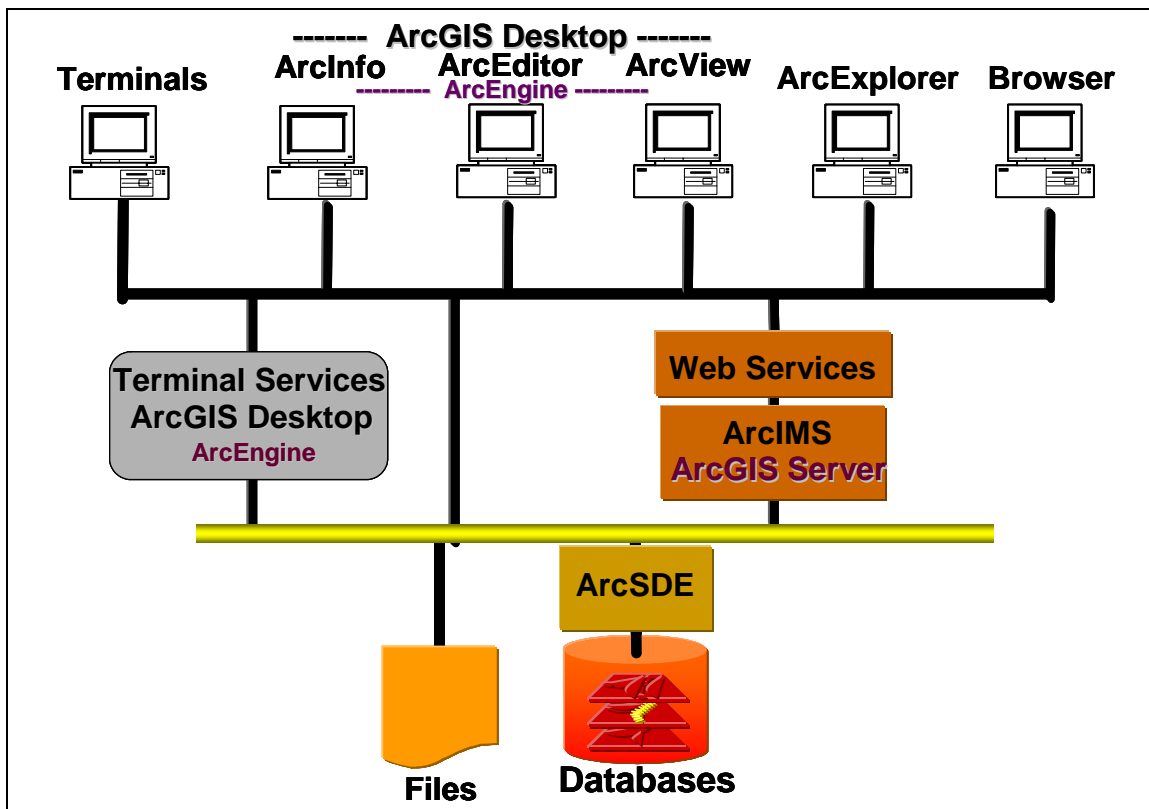 ------- ArcGIS Desktop -------
Terminals ArcInfo ArcEditor ArcView ArcExplorer Browser
--------- ArcEngine ---------
Terminal Services
ArcGIS Desktop
ArcEngine
Web Services
ArcIMS
ArcGIS Server
ArcSDE
Files
Databases